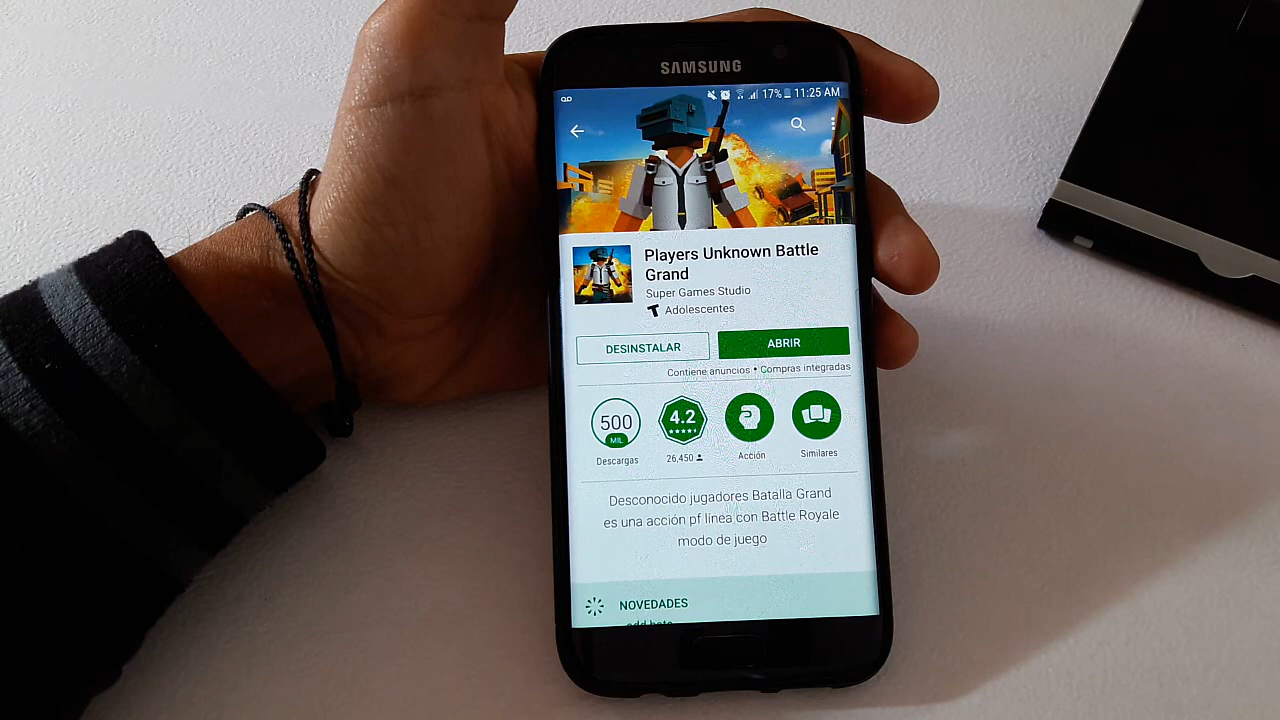 SAMSUNG
17% 11:25 AM
Players Unknown Battle
Grand
Super Games Studio
T Adolescentes
DESINSTALAR
ABRIR
Contiene anuncios • Compras integradas
500
MIL
Descargas
4.2
26,450
Acción
Similares
Desconocido jugadores Batalla Grand
es una acción pf línea con Battle Royale
modo de juego
NOVEDADES